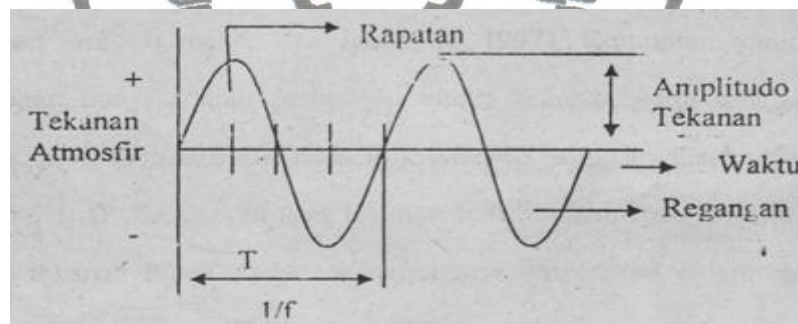 Rapatan
+
Amplitudo
Tekanan
Tekanan
Atmosfir
Waktu
Regangan
-
T
1/f